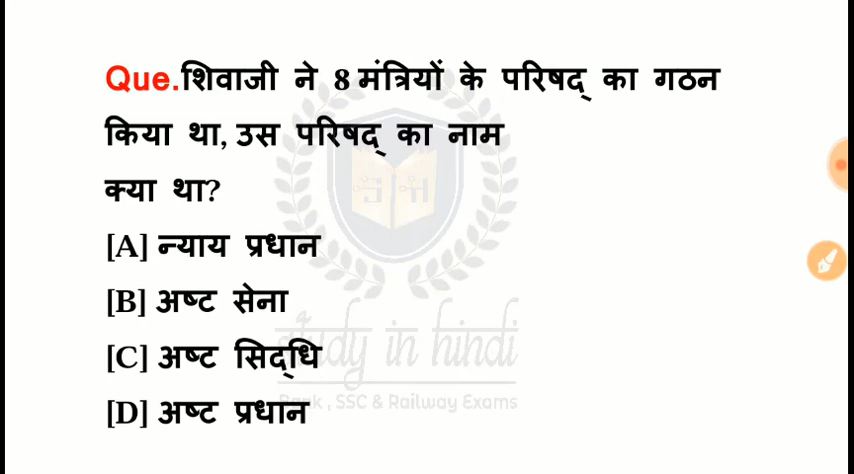 Que.शिवाजी ने 8 मंत्रियों के परिषद् का गठन
किया था, उस परिषद् का नाम
क्या था?
[A] न्याय प्रधान
[B] अष्ट सेना
[C] अष्ट सिद्धि
[D] अष्ट प्रधान
study in hindi
Bank , SSC & Railway Exams